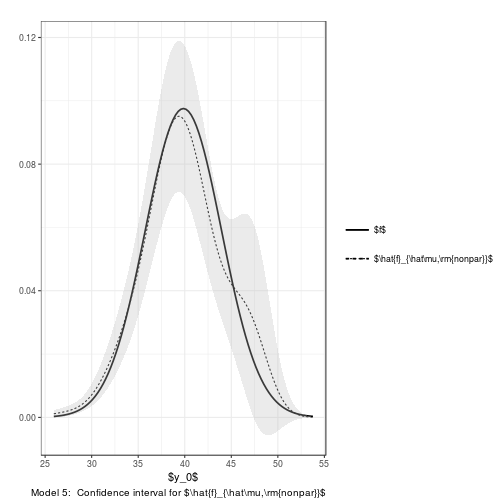 0.12
0.08
0.04
0.00
25 30 35 40 45 50 55
$y_0$
$f$
$\hat{f}_{\hat\mu,\rm{nonpar}}$
Model 5: Confidence interval for $\hat{f}_{\hat\mu,\rm{nonpar}}$